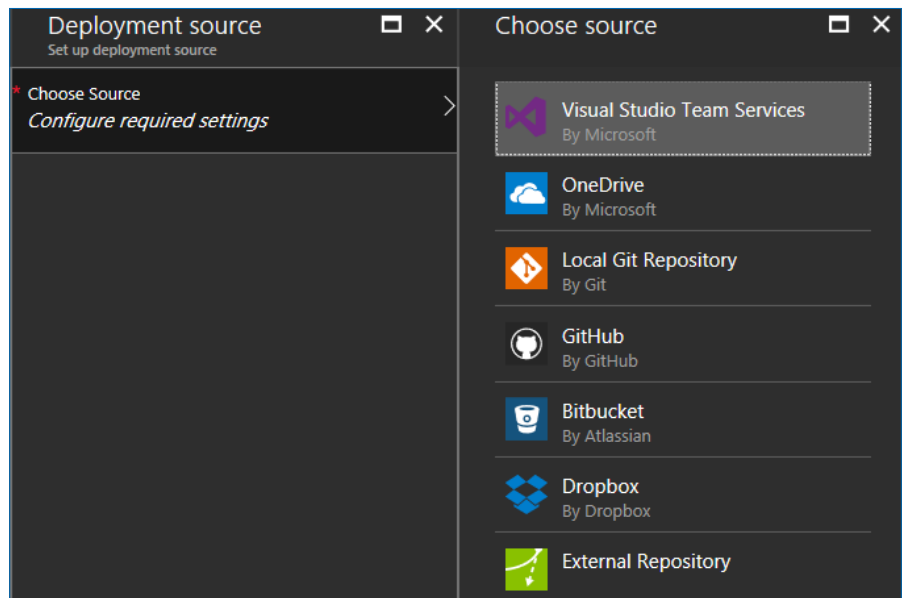 Deployment source
Set up deployment source
* Choose Source
Configure required settings
Choose source
Visual Studio Team Services
By Microsoft
OneDrive
By Microsoft
Local Git Repository
By Git
GitHub
By GitHub
Bitbucket
By Atlassian
Dropbox
By Dropbox
External Repository